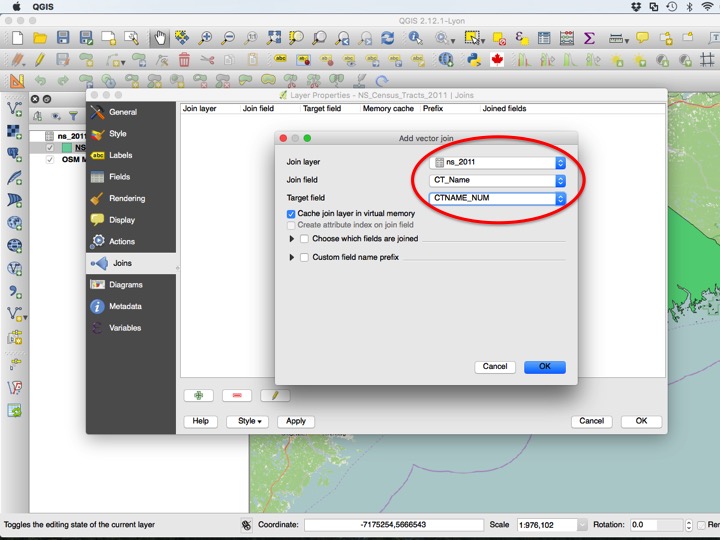 QGIS
QGIS 2.12.1-Lyon
Layer Properties - NS_Census_Tracts_2011 | Joins
General
Style
Labels
Fields
Rendering
Display
Actions
Joins
Diagrams
Metadata
Variables
Join layer Join field Target field Memory cache Prefix Joined fields
Add vector join
Join layer ns_2011
Join field CT_Name
Target field CTNAME_NUM
Cache join layer in virtual memory
Create attribute index on join field
Choose which fields are joined
Custom field name prefix
Cancel OK
ns_201
NS
OSM M
Help Style Apply Cancel OK
Toggles the editing state of the current layer
Coordinate: -7175254,5666543 Scale 1:976,102 Rotation: 0.0 Ren